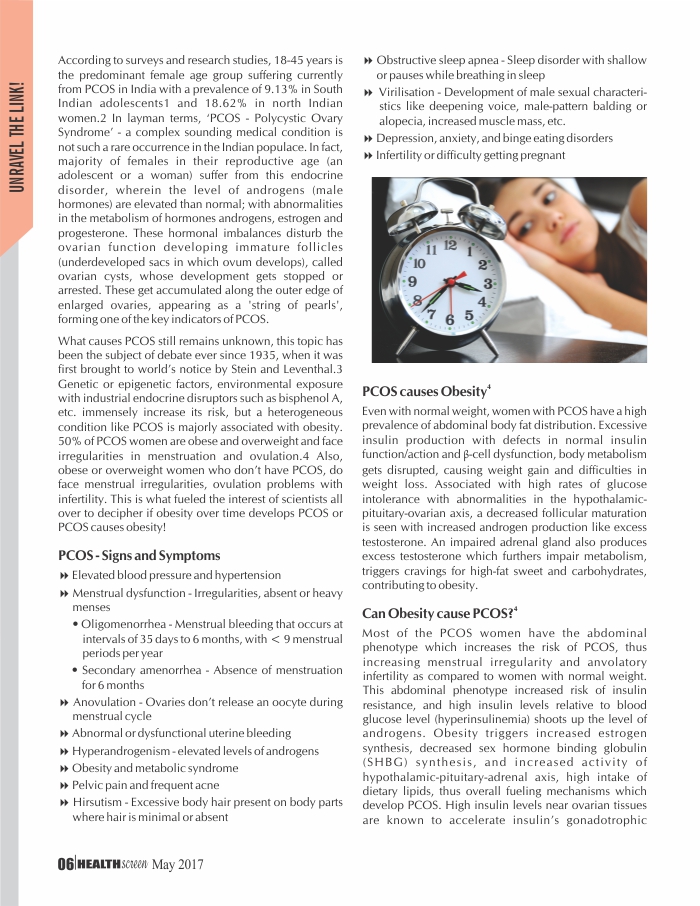 UNRAVEL THE LINK!
According to surveys and research studies, 18-45 years is
the predominant female age group suffering currently
from PCOS in India with a prevalence of 9.13% in South
Indian adolescents1 and 18.62% in north Indian
women.2 In layman terms, ‘PCOS - Polycystic Ovary
Syndrome’ - a complex sounding medical condition is
not such a rare occurrence in the Indian populace. In fact,
majority of females in their reproductive age (an
adolescent or a woman) suffer from this endocrine
disorder, wherein the level of androgens (male
hormones) are elevated than normal; with abnormalities
in the metabolism of hormones androgens, estrogen and
progesterone. These hormonal imbalances disturb the
ovarian function developing immature follicles
(underdeveloped sacs in which ovum develops), called
ovarian cysts, whose development gets stopped or
arrested. These get accumulated along the outer edge of
enlarged ovaries, appearing as a 'string of pearls',
forming one of the key indicators of PCOS.
What causes PCOS still remains unknown, this topic has
been the subject of debate ever since 1935, when it was
first brought to world’s notice by Stein and Leventhal.3
Genetic or epigenetic factors, environmental exposure
with industrial endocrine disruptors such as bisphenol A,
etc. immensely increase its risk, but a heterogeneous
condition like PCOS is majorly associated with obesity.
50% of PCOS women are obese and overweight and face
irregularities in menstruation and ovulation.4 Also,
obese or overweight women who don’t have PCOS, do
face menstrual irregularities, ovulation problems with
infertility. This is what fueled the interest of scientists all
over to decipher if obesity over time develops PCOS or
PCOS causes obesity!
PCOS - Signs and Symptoms
Elevated blood pressure and hypertension
Menstrual dysfunction - Irregularities, absent or heavy
menses
• Oligomenorrhea - Menstrual bleeding that occurs at
intervals of 35 days to 6 months, with < 9 menstrual
periods per year
• Secondary amenorrhea - Absence of menstruation
for 6 months
Anovulation - Ovaries don’t release an oocyte during
menstrual cycle
Abnormal or dysfunctional uterine bleeding
Hyperandrogenism - elevated levels of androgens
Obesity and metabolic syndrome
Pelvic pain and frequent acne
Hirsutism - Excessive body hair present on body parts
where hair is minimal or absent
Obstructive sleep apnea - Sleep disorder with shallow
or pauses while breathing in sleep
Virilisation - Development of male sexual characteri-
stics like deepening voice, male-pattern balding or
alopecia, increased muscle mass, etc.
Depression, anxiety, and binge eating disorders
Infertility or difficulty getting pregnant
12
1
2
3
4
5
6
7
8
9
10
11
PCOS causes Obesity⁴
Even with normal weight, women with PCOS have a high
prevalence of abdominal body fat distribution. Excessive
insulin production with defects in normal insulin
function/action and β-cell dysfunction, body metabolism
gets disrupted, causing weight gain and difficulties in
weight loss. Associated with high rates of glucose
intolerance with abnormalities in the hypothalamic-
pituitary-ovarian axis, a decreased follicular maturation
is seen with increased androgen production like excess
testosterone. An impaired adrenal gland also produces
excess testosterone which furthers impair metabolism,
triggers cravings for high-fat sweet and carbohydrates,
contributing to obesity.
Can Obesity cause PCOS?⁴
Most of the PCOS women have the abdominal
phenotype which increases the risk of PCOS, thus
increasing menstrual irregularity and anvolatory
infertility as compared to women with normal weight.
This abdominal phenotype increased risk of insulin
resistance, and high insulin levels relative to blood
glucose level (hyperinsulinemia) shoots up the level of
androgens. Obesity triggers increased estrogen
synthesis, decreased sex hormone binding globulin
(SHBG) synthesis, and increased activity of
hypothalamic-pituitary-adrenal axis, high intake of
dietary lipids, thus overall fueling mechanisms which
develop PCOS. High insulin levels near ovarian tissues
are known to accelerate insulin’s gonadotrophic
06 HEALTHscreen May 2017